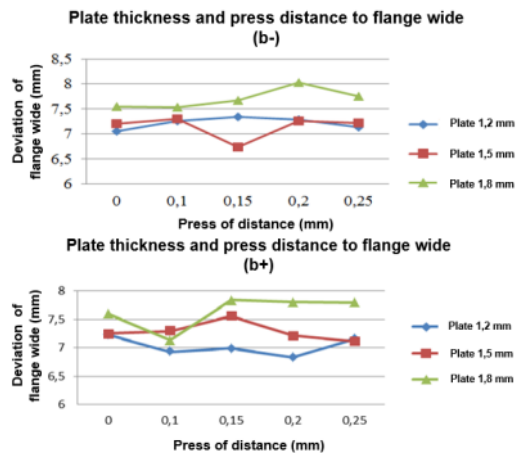 Plate thickness and press distance to flange wide
(b-)
Deviation of
flange wide (mm)
8,5
8
7,5
7
6,5
6
0 0,1 0,15 0,2 0,25
Press of distance (mm)
Plate 1,2 mm
Plate 1,5 mm
Plate 1,8 mm
Plate thickness and press distance to flange wide
(b+)
Deviation of
flange wide (mm)
8
7,5
7
6,5
6
0 0,1 0,15 0,2 0,25
Press of distance (mm)
Plate 1,2 mm
Plate 1,5 mm
Plate 1,8 mm